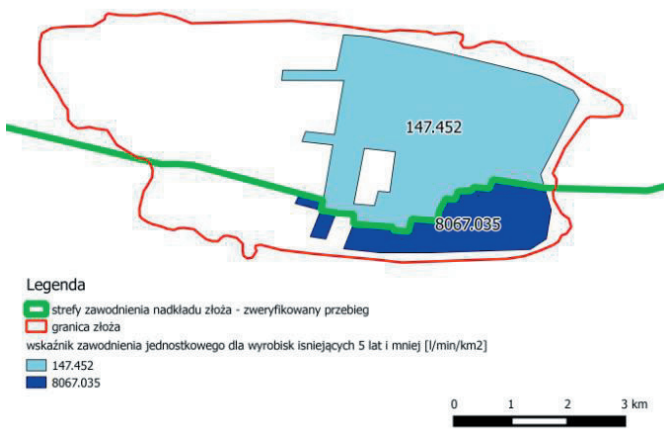 147.452
8067.035
Legenda
strefy zawodnienia nadkładu złoża - zweryfikowany przebieg
granica złoża
wskaźnik zawodnienia jednostkowego dla wyrobisk isniejących 5 lat i mniej [l/min/km2]
147.452
8067.035
0 1 2 3 km